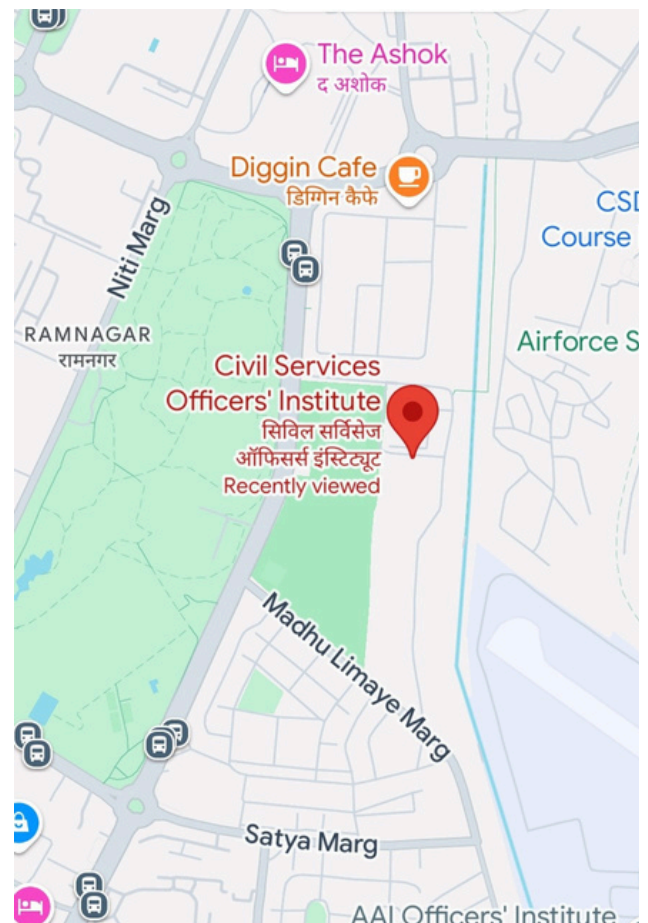 The Ashok
द अशोक
Diggin Cafe
डिग्गिन कैफे
CSD
Course
Niti Marg
RAMNAGAR
रामनगर
Airforce S
Civil Services
Officers' Institute
सिविल सर्विसेज
ऑफिसर्स इंस्टिट्यूट
Recently viewed
Madhu Limaye Marg
Satya Marg
AAI Officers' Institute